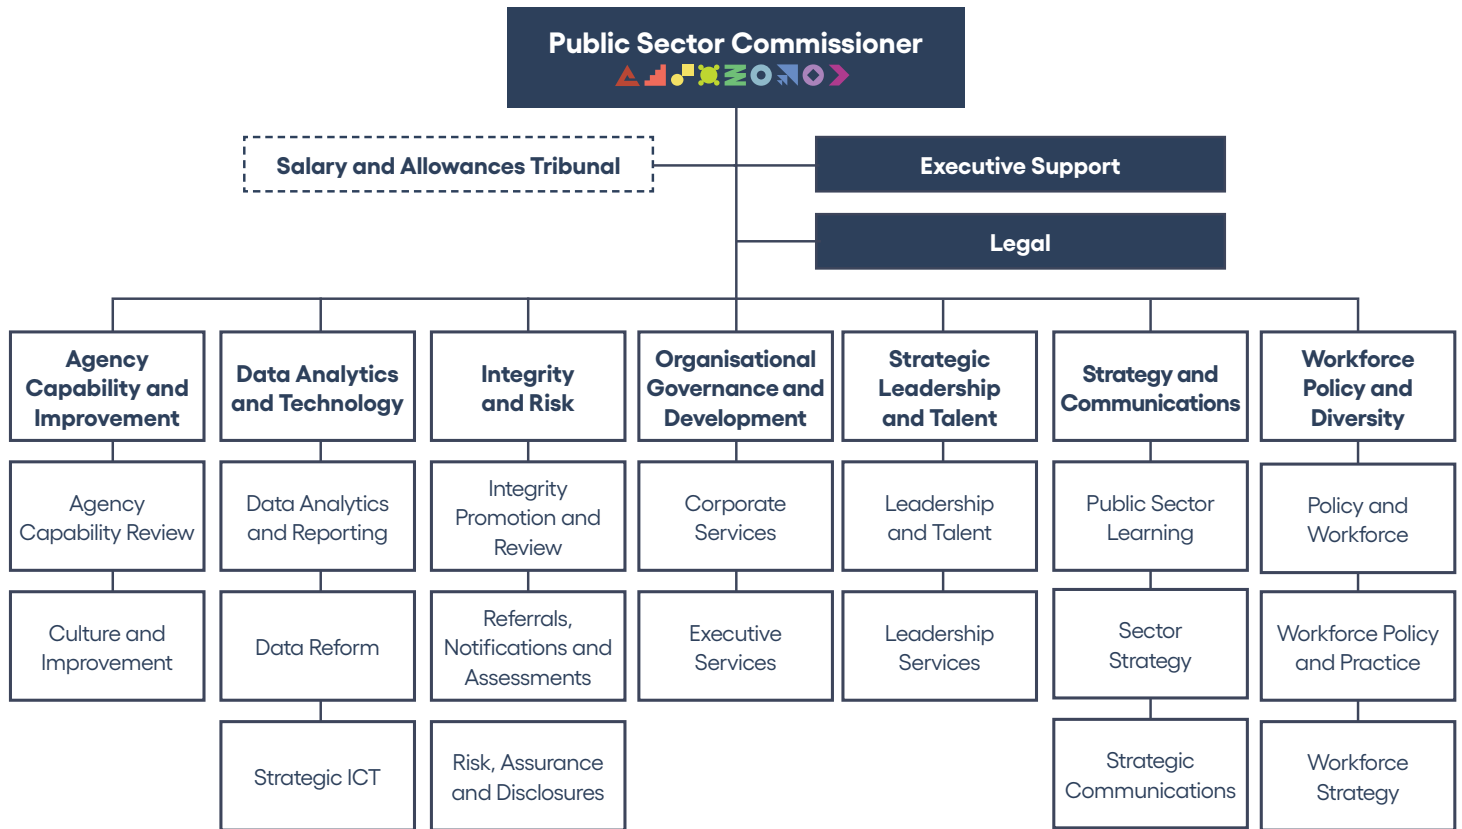 Public Sector Commissioner
Salary and Allowances Tribunal
Executive Support
Legal
Agency
Capability and
Improvement
Data Analytics
and Technology
Integrity
and Risk
Organisational
Governance and
Development
Strategic
Leadership
and Talent
Strategy and
Communications
Workforce
Policy and
Diversity
Agency
Capability Review
Data Analytics
and Reporting
Integrity
Promotion and
Review
Corporate
Services
Leadership
and Talent
Public Sector
Learning
Policy and
Workforce
Culture and
Improvement
Data Reform
Referrals,
Notifications and
Assessments
Executive
Services
Leadership
Services
Sector
Strategy
Workforce Policy
and Practice
Strategic ICT
Risk, Assurance
and Disclosures
Strategic
Communications
Workforce
Strategy